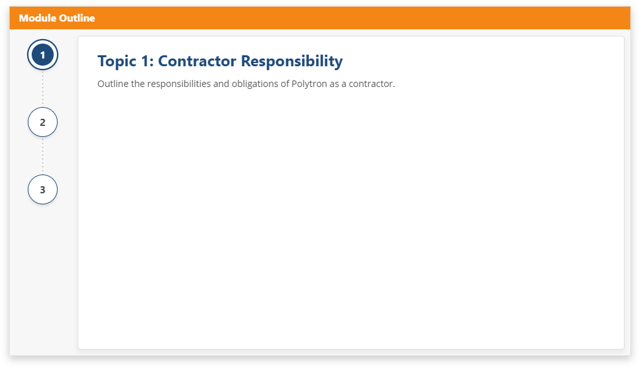 Module Outline
1
Topic 1: Contractor Responsibility
Outline the responsibilities and obligations of Polytron as a contractor.
2
3